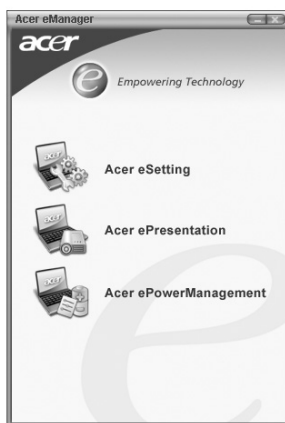 Acer eManager
acer
e Empowering Technology
Acer eSetting
Acer ePresentation
Acer ePowerManagement